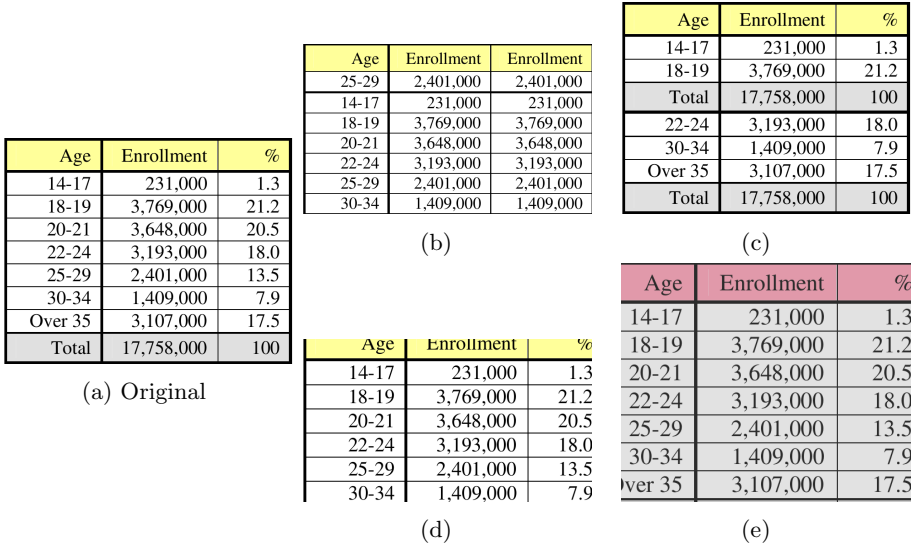 Age Enrollment %
14-17 231,000 1.3
18-19 3,769,000 21.2
20-21 3,648,000 20.5
22-24 3,193,000 18.0
25-29 2,401,000 13.5
30-34 1,409,000 7.9
Over 35 3,107,000 17.5
Total 17,758,000 100
(a) Original
Age Enrollment Enrollment
25-29 2,401,000 2,401,000
14-17 231,000 231,000
18-19 3,769,000 3,769,000
20-21 3,648,000 3,648,000
22-24 3,193,000 3,193,000
25-29 2,401,000 2,401,000
30-34 1,409,000 1,409,000
(b)
Age Enrollment %
14-17 231,000 1.3
18-19 3,769,000 21.2
Total 17,758,000 100
22-24 3,193,000 18.0
30-34 1,409,000 7.9
Over 35 3,107,000 17.5
Total 17,758,000 100
(c)
Age Enrollment %
14-17 231,000 1.3
18-19 3,769,000 21.2
20-21 3,648,000 20.5
22-24 3,193,000 18.0
25-29 2,401,000 13.5
30-34 1,409,000 7.9
(d)
Age Enrollment %
14-17 231,000 1.3
18-19 3,769,000 21.2
20-21 3,648,000 20.5
22-24 3,193,000 18.0
25-29 2,401,000 13.5
30-34 1,409,000 7.9
ver 35 3,107,000 17.5
(e)